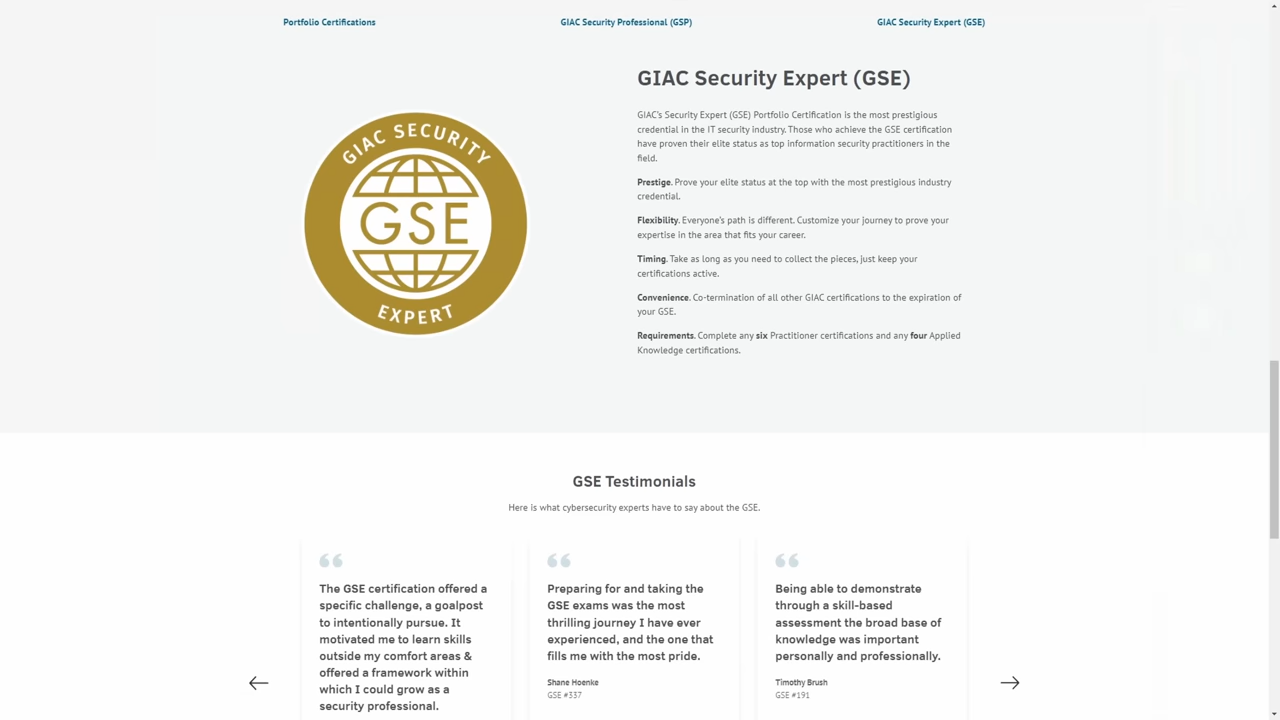 Portfolio Certifications
GIAC Security Professional (GSP)
GIAC Security Expert (GSE)
GIAC SECURITY
GSE
EXPERT
GIAC Security Expert (GSE)
GIAC's Security Expert (GSE) Portfolio Certification is the most prestigious
credential in the IT security industry. Those who achieve the GSE certification
have proven their elite status as top information security practitioners in the
field.
Prestige. Prove your elite status at the top with the most prestigious industry
credential.
Flexibility. Everyone's path is different. Customize your journey to prove your
expertise in the area that fits your career.
Timing. Take as long as you need to collect the pieces, just keep your
certifications active.
Convenience. Co-termination of all other GIAC certifications to the expiration of
your GSE.
Requirements. Complete any six Practitioner certifications and any four Applied
Knowledge certifications.
GSE Testimonials
Here is what cybersecurity experts have to say about the GSE.
The GSE certification offered a
specific challenge, a goalpost
to intentionally pursue. It
motivated me to learn skills
outside my comfort areas &
offered a framework within
which I could grow as a
security professional.
Preparing for and taking the
GSE exams was the most
thrilling journey I have ever
experienced, and the one that
fills me with the most pride.
Shane Hoenke
GSE #337
Being able to demonstrate
through a skill-based
assessment the broad base of
knowledge was important
personally and professionally.
Timothy Brush
GSE #191